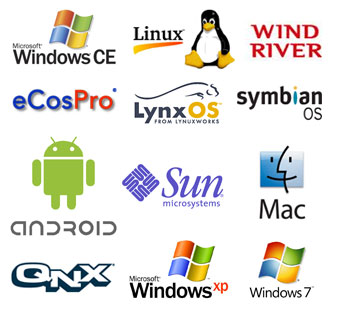 Microsoft
Windows CE
Linux
WIND
RIVER
eCosPro
LynxOS
FROM LYNUXWORKS
symbian
OS
android
Sun
microsystems
Mac
QNX
Microsoft
Windows xp
Windows 7